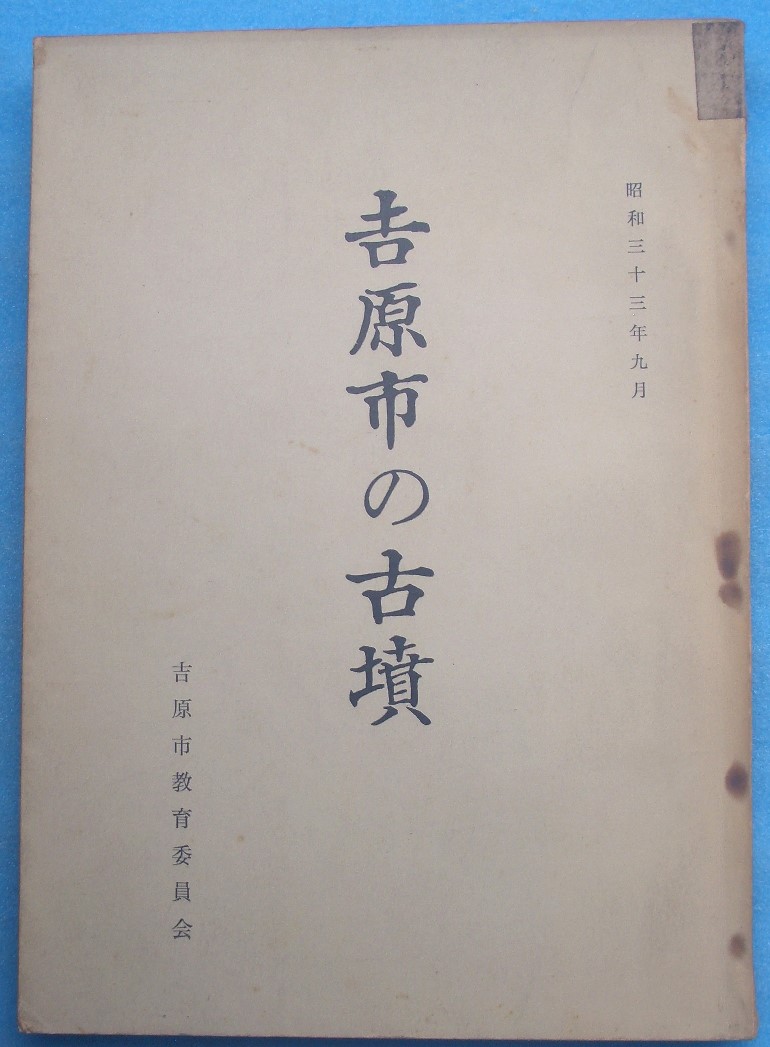 昭和三十三年九月
𠮷原市の古墳
吉原市教育委員会